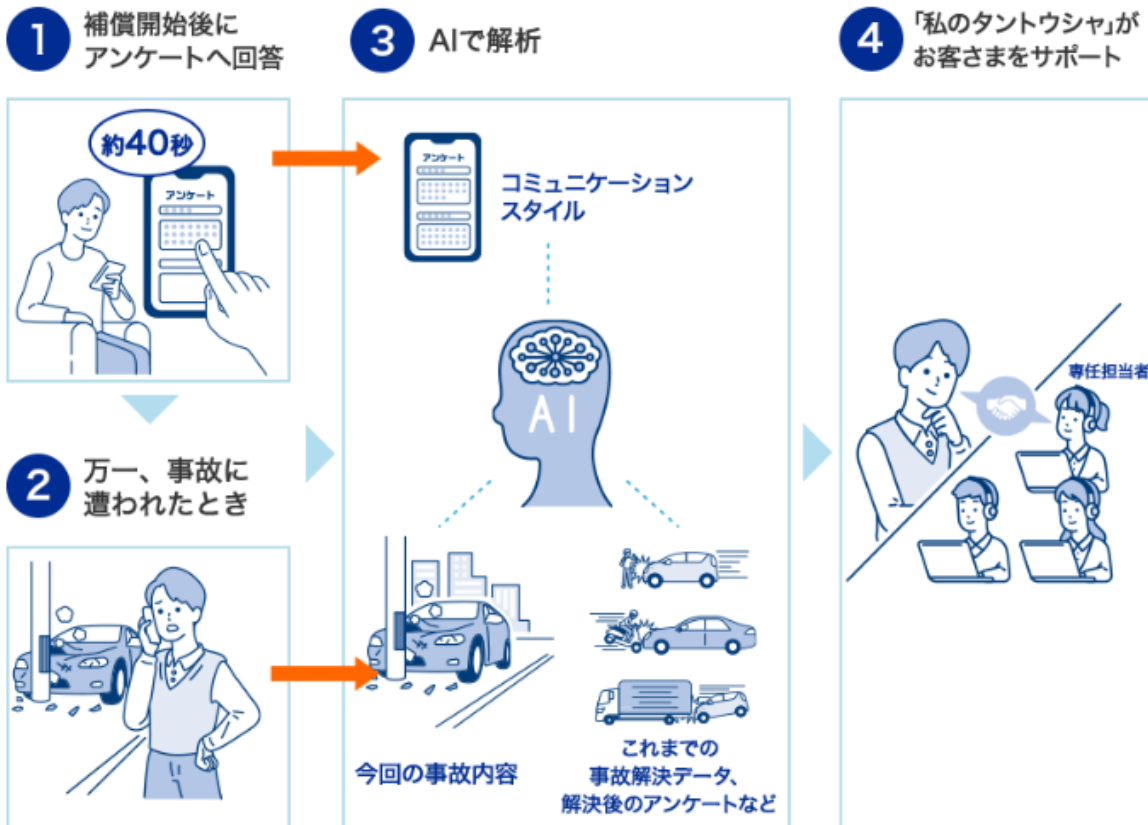 1
補償開始後に
アンケートへ回答
約40秒
アンケート
2
万一、事故に
遭われたとき
3
AIで解析
アンケート
コミュニケーション
スタイル
AI
今回の事故内容
これまでの
事故解決データ、
解決後のアンケートなど
4
「私のタントウシャ」が
お客さまをサポート
専任担当者